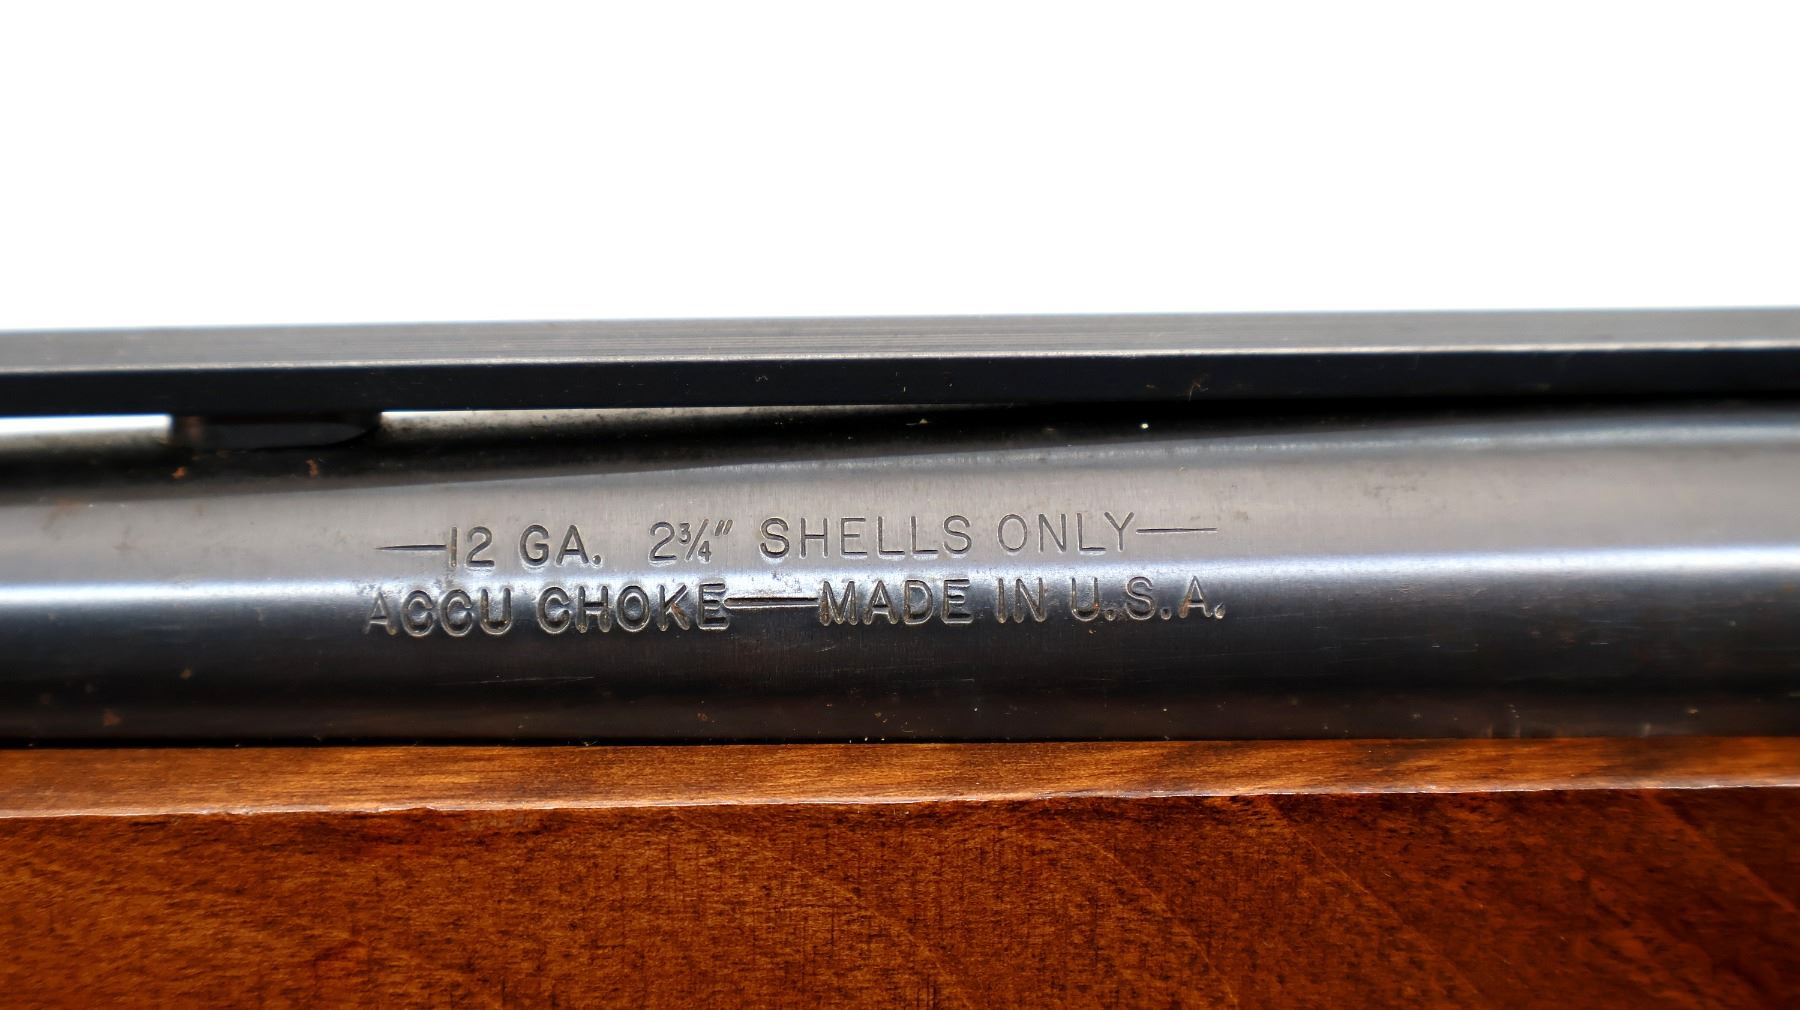 —12 GA. 2¾" SHELLS ONLY—
ACCU CHOKE—MADE IN U.S.A.